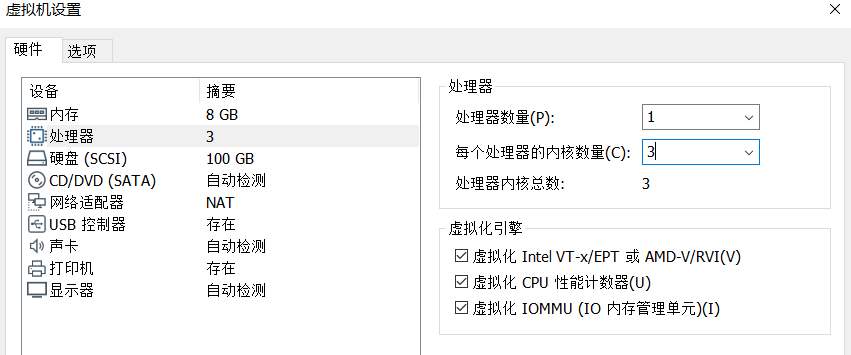 虚拟机设置
硬件 选项
设备 摘要
内存 8 GB
处理器 3
硬盘 (SCSI) 100 GB
CD/DVD (SATA) 自动检测
网络适配器 NAT
USB 控制器 存在
声卡 自动检测
打印机 存在
显示器 自动检测
处理器
处理器数量(P): 1
每个处理器的内核数量(C): 3
处理器内核总数: 3
虚拟化引擎
虚拟化 Intel VT-x/EPT 或 AMD-V/RVI(V)
虚拟化 CPU 性能计数器(U)
虚拟化 IOMMU (IO 内存管理单元)(I)